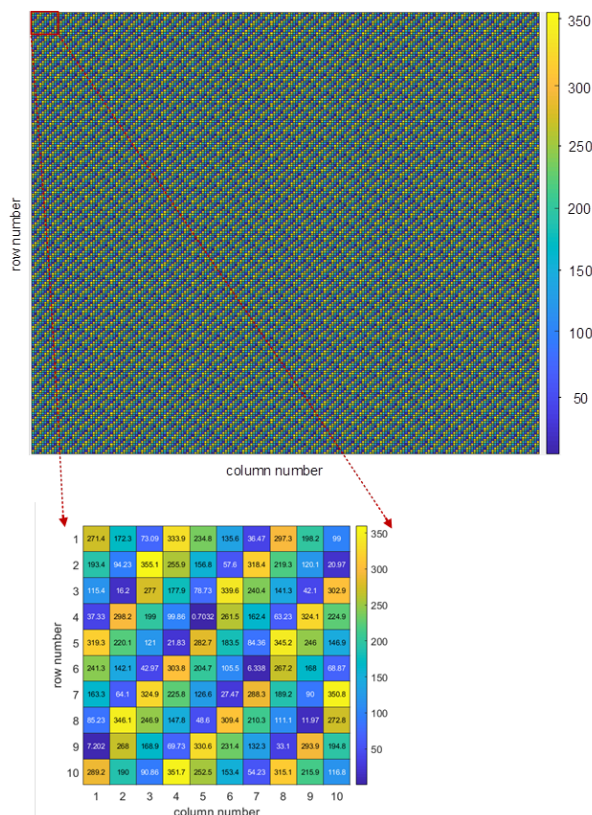 350
300
250
200
150
100
50
row number
column number
1 271.4 172.3 73.09 333.9 234.8 135.6 36.47 297.3 198.2 99
2 193.4 94.23 355.1 255.9 156.8 57.6 318.4 219.3 120.1 20.97
3 115.4 16.2 277 177.9 78.73 339.6 240.4 141.3 42.1 302.9
4 37.33 298.2 199 99.86 0.7032 261.5 162.4 63.23 324.1 224.9
5 319.3 220.1 121 21.83 282.7 183.5 84.36 345.2 246 146.9
6 241.3 142.1 42.97 303.8 204.7 105.5 6.338 267.2 168 68.87
7 163.3 64.1 324.9 225.8 126.6 27.47 288.3 189.2 90 350.8
8 85.23 346.1 246.9 147.8 48.6 309.4 210.3 111.1 11.97 272.8
9 7.202 268 168.9 69.73 330.6 231.4 132.3 33.1 293.9 194.8
10 289.2 190 90.86 351.7 252.5 153.4 54.23 315.1 215.9 116.8
1 2 3 4 5 6 7 8 9 10
row number
column number
350
300
250
200
150
100
50